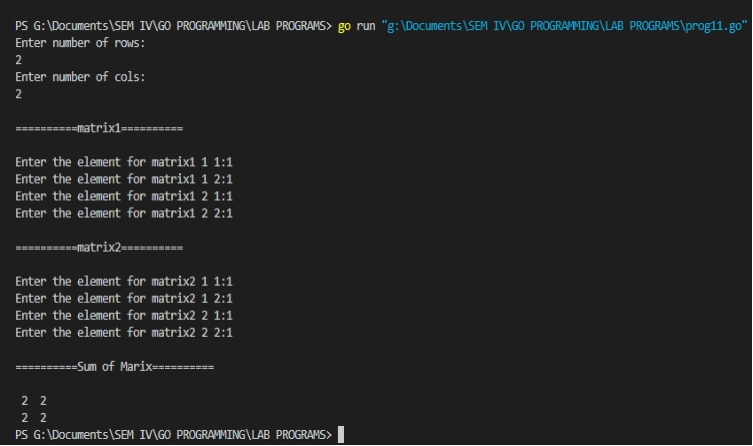 PS G:\Documents\SEM IV\GO PROGRAMMING\LAB PROGRAMS> go run "g:\Documents\SEM IV\GO PROGRAMMING\LAB PROGRAMS\prog11.go"
Enter number of rows:
2
Enter number of cols:
2
==========matrix1==========
Enter the element for matrix1 1 1:1
Enter the element for matrix1 1 2:1
Enter the element for matrix1 2 1:1
Enter the element for matrix1 2 2:1
==========matrix2==========
Enter the element for matrix2 1 1:1
Enter the element for matrix2 1 2:1
Enter the element for matrix2 2 1:1
Enter the element for matrix2 2 2:1
==========Sum of Marix==========
2 2
2 2
PS G:\Documents\SEM IV\GO PROGRAMMING\LAB PROGRAMS>